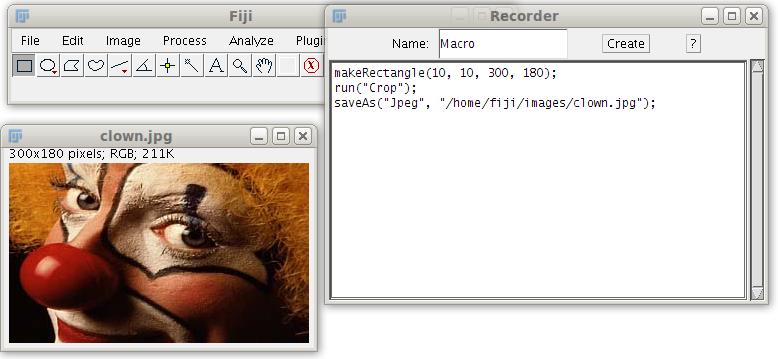 Fiji
File Edit Image Process Analyze Plugin
A
Recorder
Name: Macro Create ?
makeRectangle(10, 10, 300, 180);
run("Crop");
saveAs("Jpeg", "/home/fiji/images/clown.jpg");
clown.jpg
300x180 pixels; RGB; 211K